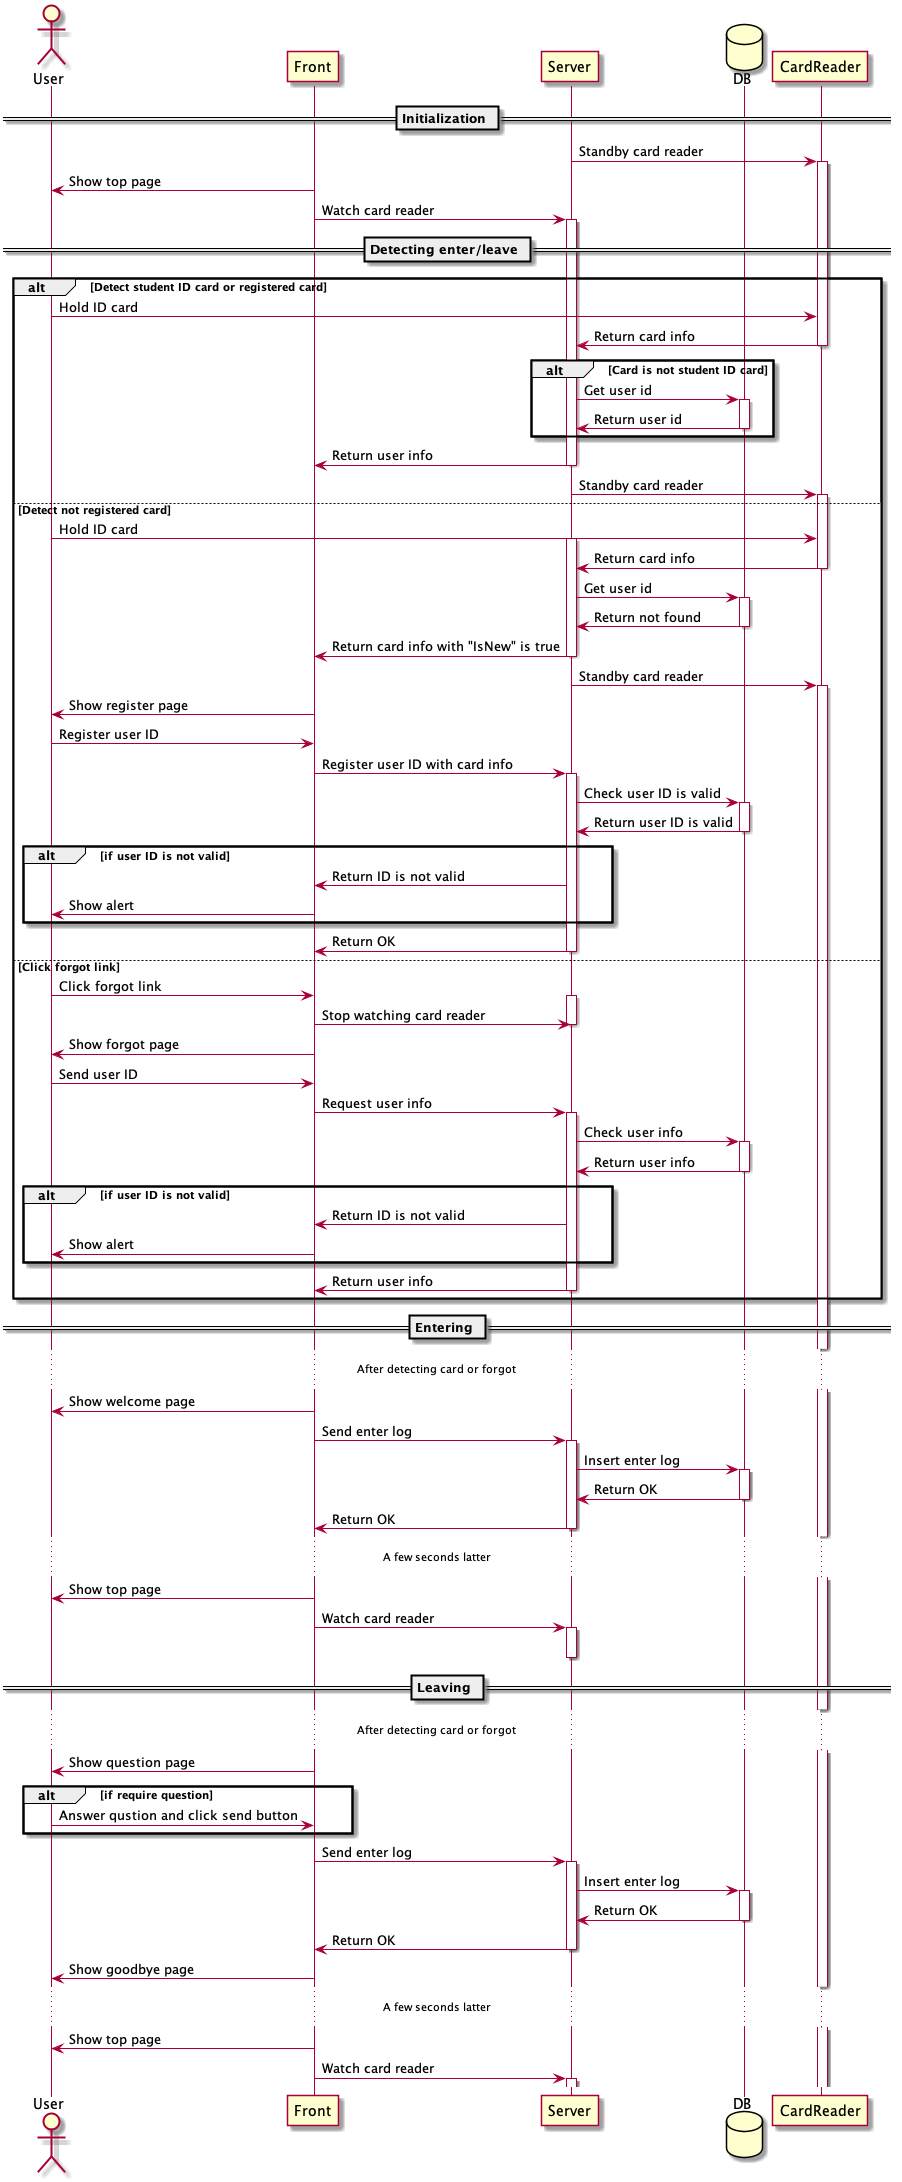 User
Front
Server
DB
CardReader
Initialization
Standby card reader
Show top page
Watch card reader
Detecting enter/leave
alt [Detect student ID card or registered card]
Hold ID card
Return card info
alt [Card is not student ID card]
Get user id
Return user id
Return user info
Standby card reader
[Detect not registered card]
Hold ID card
Return card info
Get user id
Return not found
Return card info with "IsNew" is true
Standby card reader
Show register page
Register user ID
Register user ID with card info
Check user ID is valid
Return user ID is valid
alt [if user ID is not valid]
Return ID is not valid
Show alert
Return OK
[Click forgot link]
Click forgot link
Stop watching card reader
Show forgot page
Send user ID
Request user info
Check user info
Return user info
alt [if user ID is not valid]
Return ID is not valid
Show alert
Return user info
Entering
After detecting card or forgot
Show welcome page
Send enter log
Insert enter log
Return OK
Return OK
A few seconds latter
Show top page
Watch card reader
Leaving
After detecting card or forgot
Show question page
alt [if require question]
Answer qustion and click send button
Send enter log
Insert enter log
Return OK
Return OK
Show goodbye page
A few seconds latter
Show top page
Watch card reader
User
Front
Server
DB
CardReader